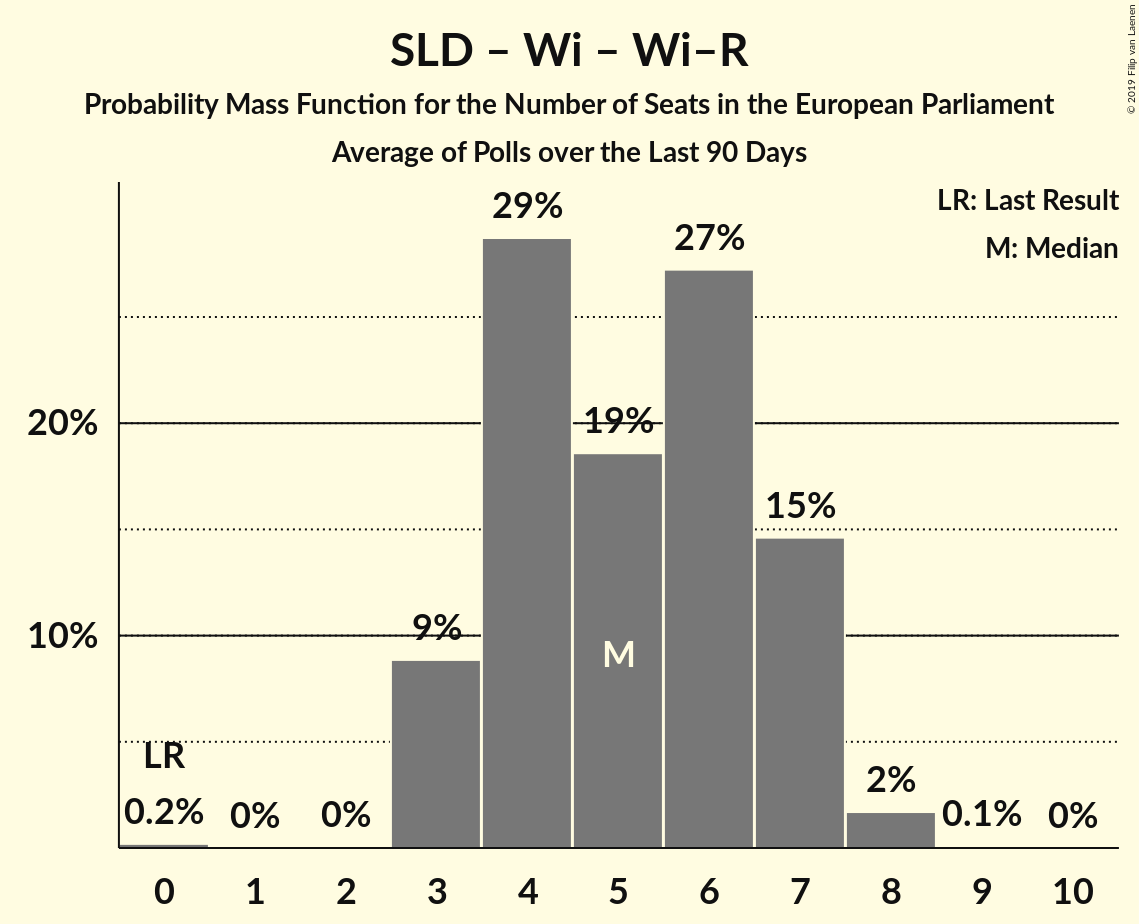 SLD – Wi – Wi–R
Probability Mass Function for the Number of Seats in the European Parliament
Average of Polls over the Last 90 Days
© 2019 Filip van Laenen
LR: Last Result
M: Median
29%
27%
20%
19%
15%
10%
9%
M
LR
2%
0.2%
0%
0%
0.1%
0%
0 1 2 3 4 5 6 7 8 9 10